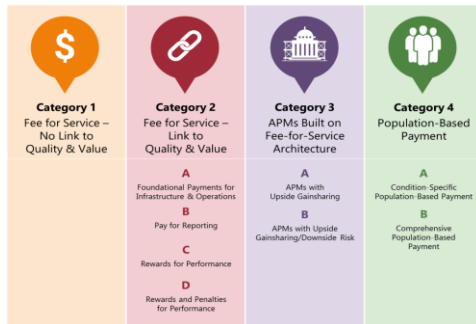 $
Category 1
Fee for Service –
No Link to
Quality & Value
Category 2
Fee for Service –
Link to
Quality & Value
A
Foundational Payments for
Infrastructure & Operations
B
Pay for Reporting
C
Rewards for Performance
D
Rewards and Penalties
for Performance
Category 3
APMs Built on
Fee-for-Service
Architecture
A
APMs with
Upside Gainsharing
B
APMs with Upside
Gainsharing/Downside Risk
Category 4
Population-Based
Payment
A
Condition-Specific
Population-Based Payment
B
Comprehensive
Population-Based
Payment